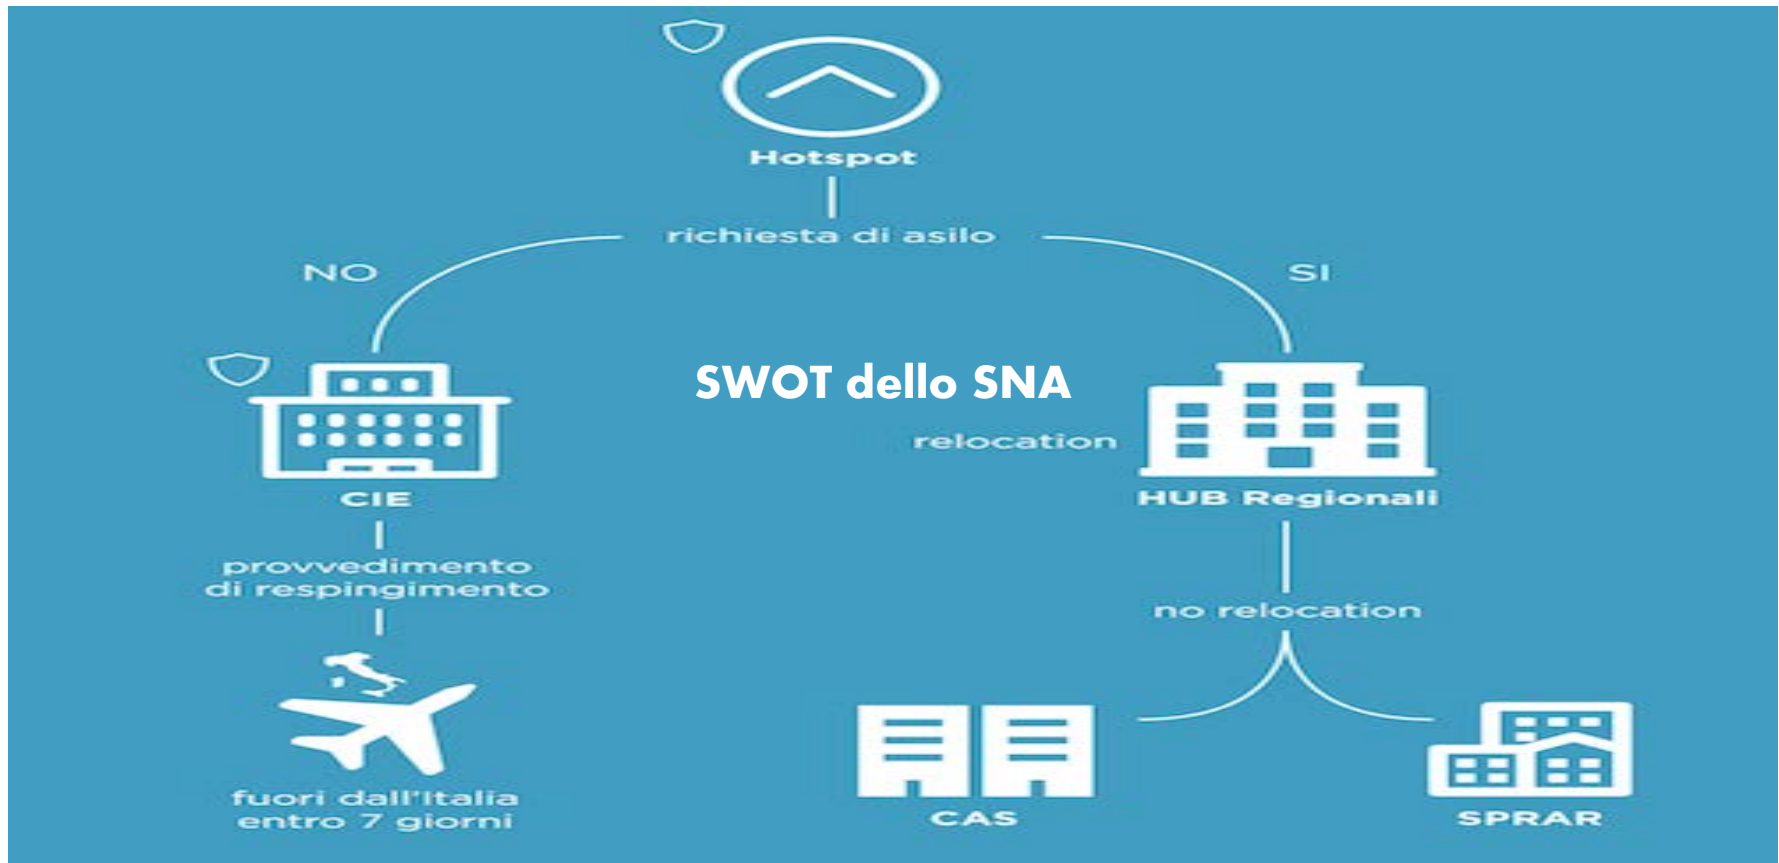 Hotspot
richiesta di asilo
NO
SI
SWOT dello SNA
relocation
CIE
HUB Regionali
provvedimento
di respingimento
no relocation
fuori dall'Italia
entro 7 giorni
CAS
SPRAR